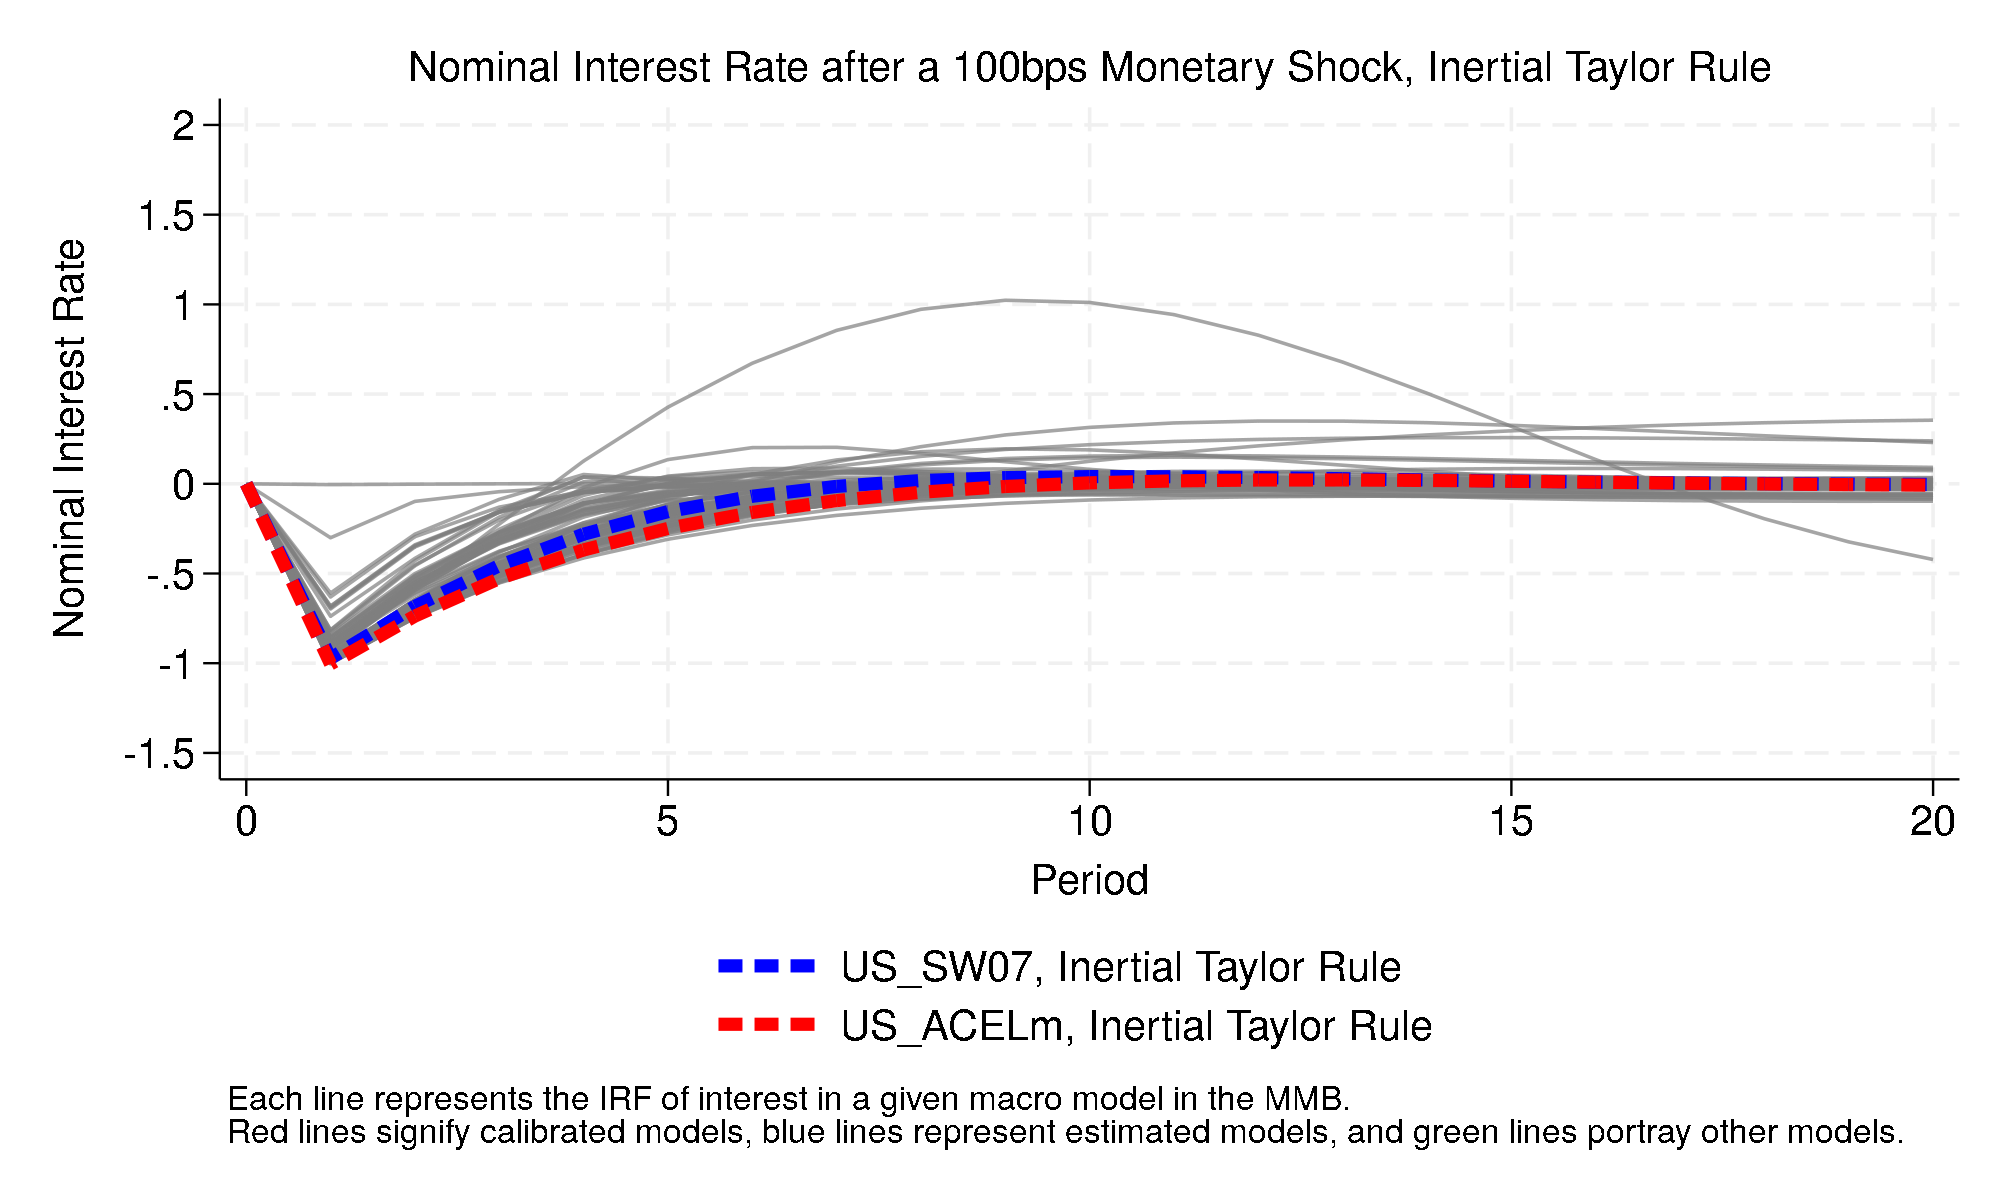 Nominal Interest Rate after a 100bps Monetary Shock, Inertial Taylor Rule
Nominal Interest Rate
2
1.5
1
.5
0
-.5
-1
-1.5
0 5 10 15 20
Period
US_SW07, Inertial Taylor Rule
US_ACELm, Inertial Taylor Rule
Each line represents the IRF of interest in a given macro model in the MMB.
Red lines signify calibrated models, blue lines represent estimated models, and green lines portray other models.